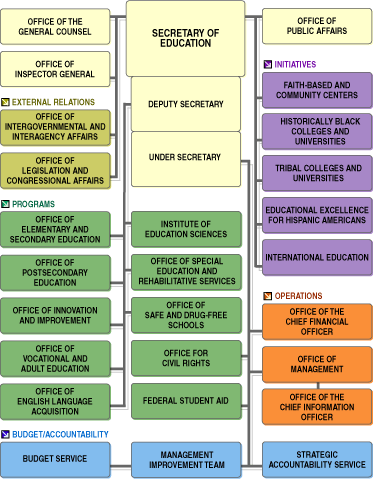 OFFICE OF THE
GENERAL COUNSEL
SECRETARY OF
EDUCATION
OFFICE OF
PUBLIC AFFAIRS
OFFICE OF
INSPECTOR GENERAL
INITIATIVES
DEPUTY SECRETARY
FAITH-BASED AND
COMMUNITY CENTERS
EXTERNAL RELATIONS
OFFICE OF
INTERGOVERNMENTAL AND
INTERAGENCY AFFAIRS
HISTORICALLY BLACK
COLLEGES AND
UNIVERSITIES
UNDER SECRETARY
OFFICE OF
LEGISLATION AND
CONGRESSIONAL AFFAIRS
TRIBAL COLLEGES AND
UNIVERSITIES
PROGRAMS
OFFICE OF
ELEMENTARY AND
SECONDARY EDUCATION
INSTITUTE OF
EDUCATION SCIENCES
EDUCATIONAL EXCELLENCE
FOR HISPANIC AMERICANS
OFFICE OF
POSTSECONDARY
EDUCATION
OFFICE OF SPECIAL
EDUCATION AND
REHABILITATIVE SERVICES
INTERNATIONAL EDUCATION
OPERATIONS
OFFICE OF INNOVATION
AND IMPROVEMENT
OFFICE OF
SAFE AND DRUG-FREE
SCHOOLS
OFFICE OF THE
CHIEF FINANCIAL
OFFICER
OFFICE OF
VOCATIONAL AND
ADULT EDUCATION
OFFICE FOR
CIVIL RIGHTS
OFFICE OF
MANAGEMENT
OFFICE OF
ENGLISH LANGUAGE
ACQUISITION
FEDERAL STUDENT AID
OFFICE OF THE
CHIEF INFORMATION
OFFICER
BUDGET/ACCOUNTABILITY
BUDGET SERVICE
MANAGEMENT
IMPROVEMENT TEAM
STRATEGIC
ACCOUNTABILITY SERVICE